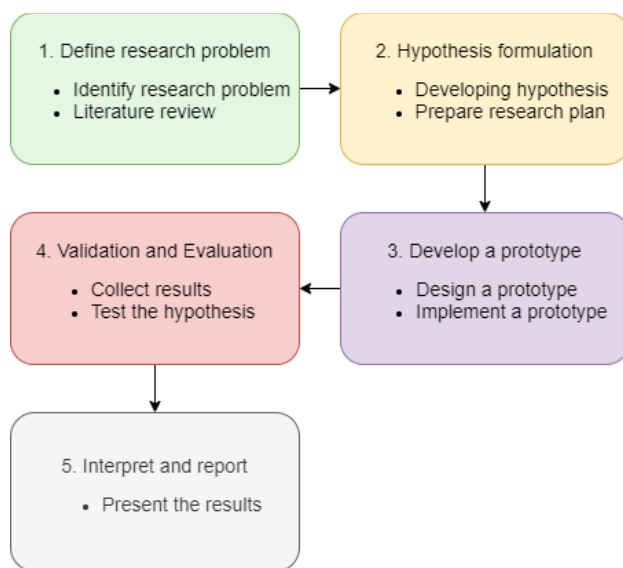 1. Define research problem
• Identify research problem
• Literature review
2. Hypothesis formulation
• Developing hypothesis
• Prepare research plan
3. Develop a prototype
• Design a prototype
• Implement a prototype
4. Validation and Evaluation
• Collect results
• Test the hypothesis
5. Interpret and report
• Present the results